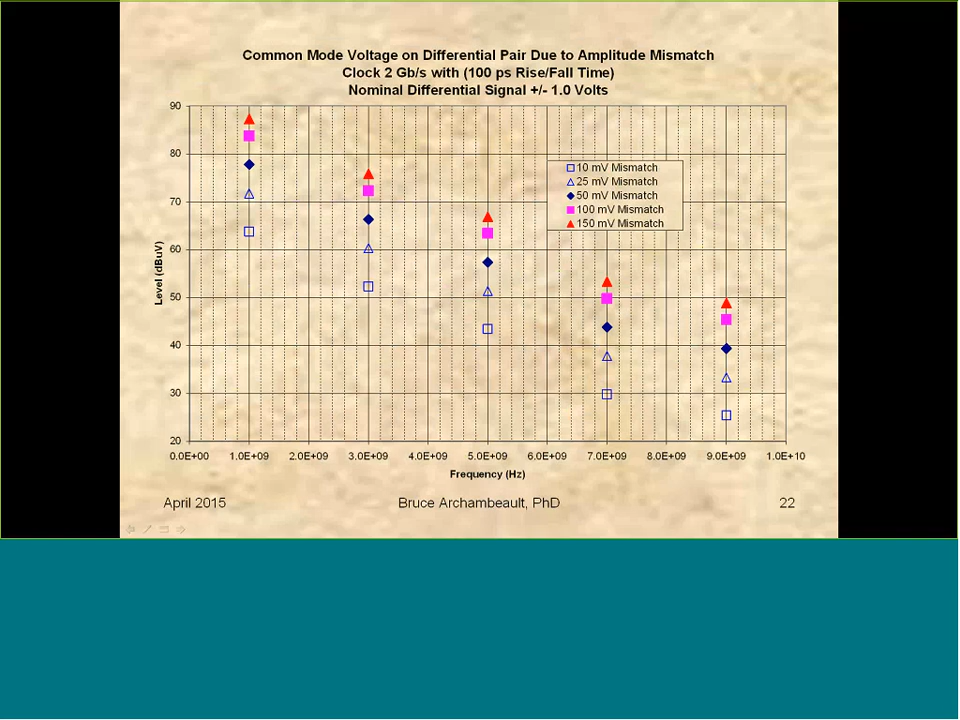 Common Mode Voltage on Differential Pair Due to Amplitude Mismatch
Clock 2 Gb/s with (100 ps Rise/Fall Time)
Nominal Differential Signal +/- 1.0 Volts
90
80
70
60
50
40
30
20
Level (dBuV)
10 mV Mismatch
25 mV Mismatch
50 mV Mismatch
100 mV Mismatch
150 mV Mismatch
0.0E+00 1.0E+09 2.0E+09 3.0E+09 4.0E+09 5.0E+09 6.0E+09 7.0E+09 8.0E+09 9.0E+09 1.0E+10
Frequency (Hz)
April 2015 Bruce Archambeault, PhD 22